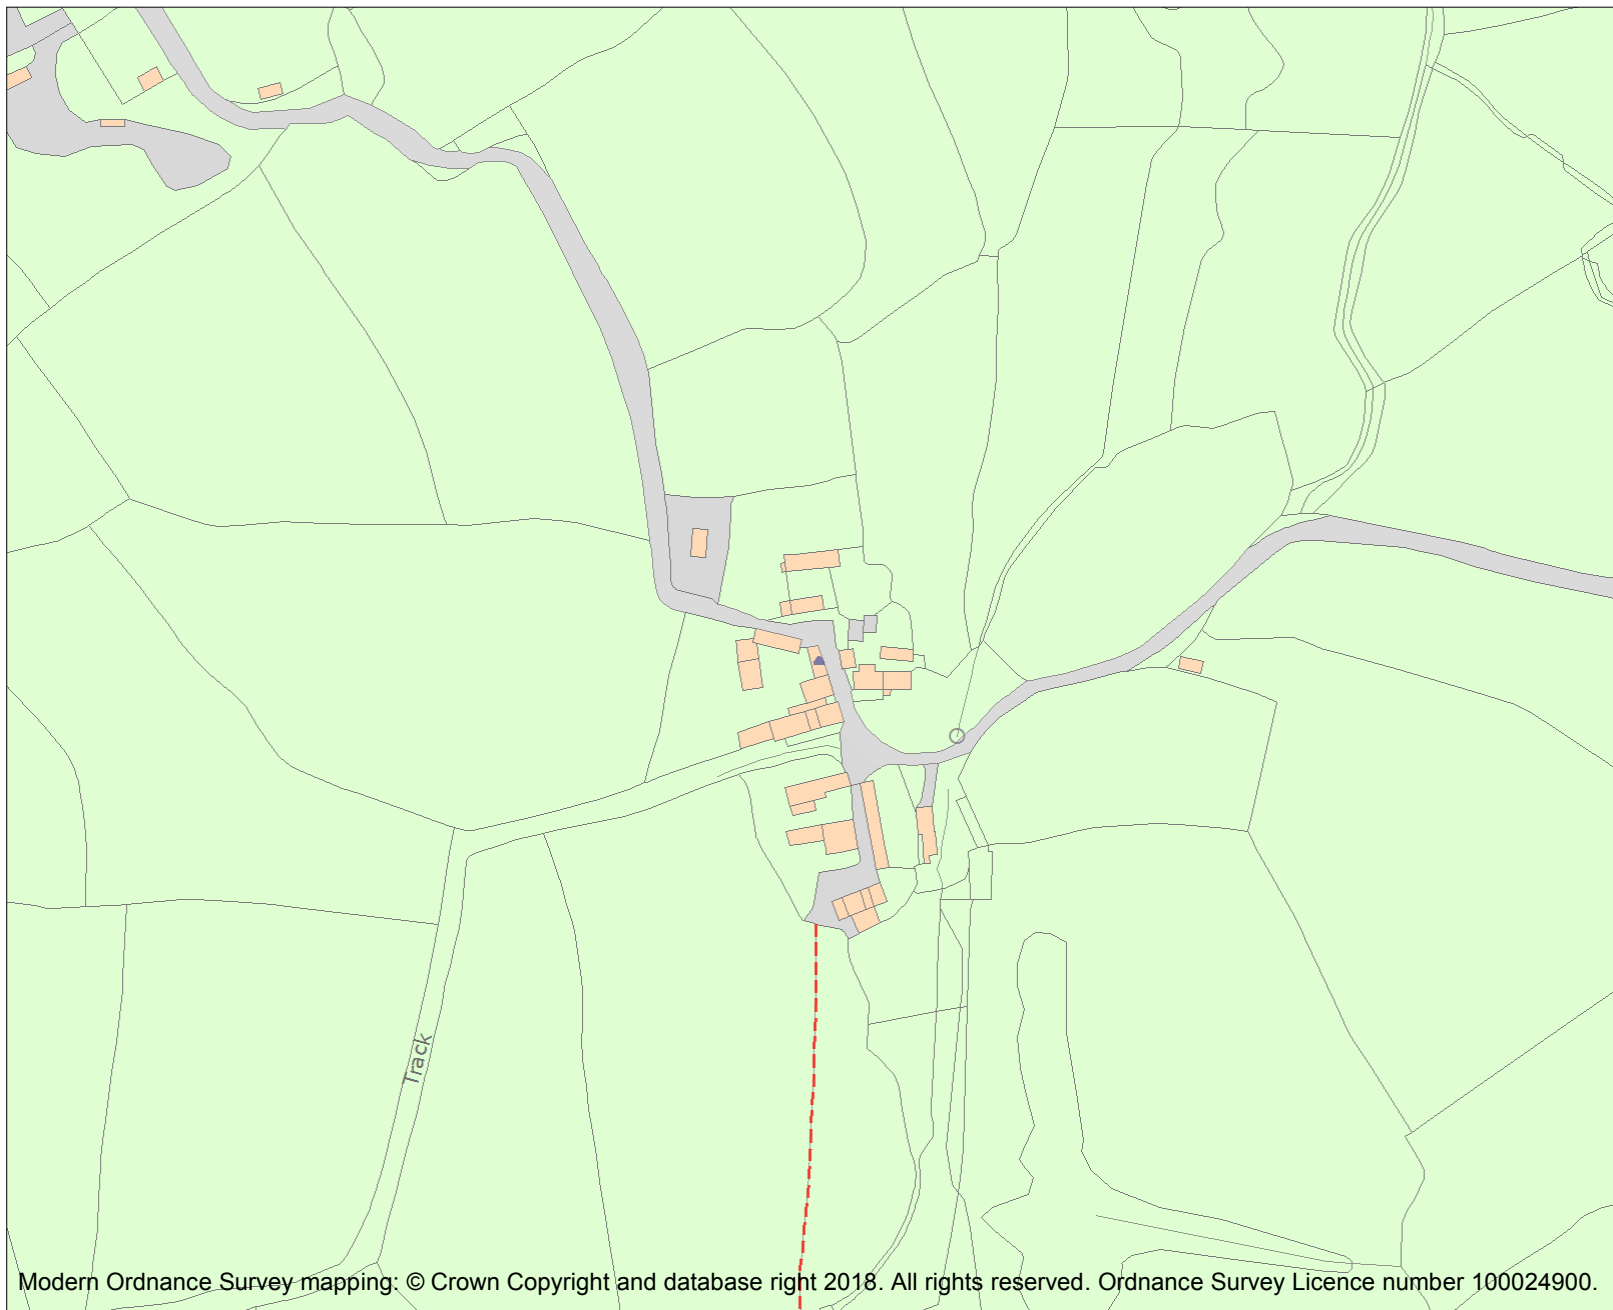 Track
Modern Ordnance Survey mapping: © Crown Copyright and database right 2018. All rights reserved. Ordnance Survey Licence number 100024900.